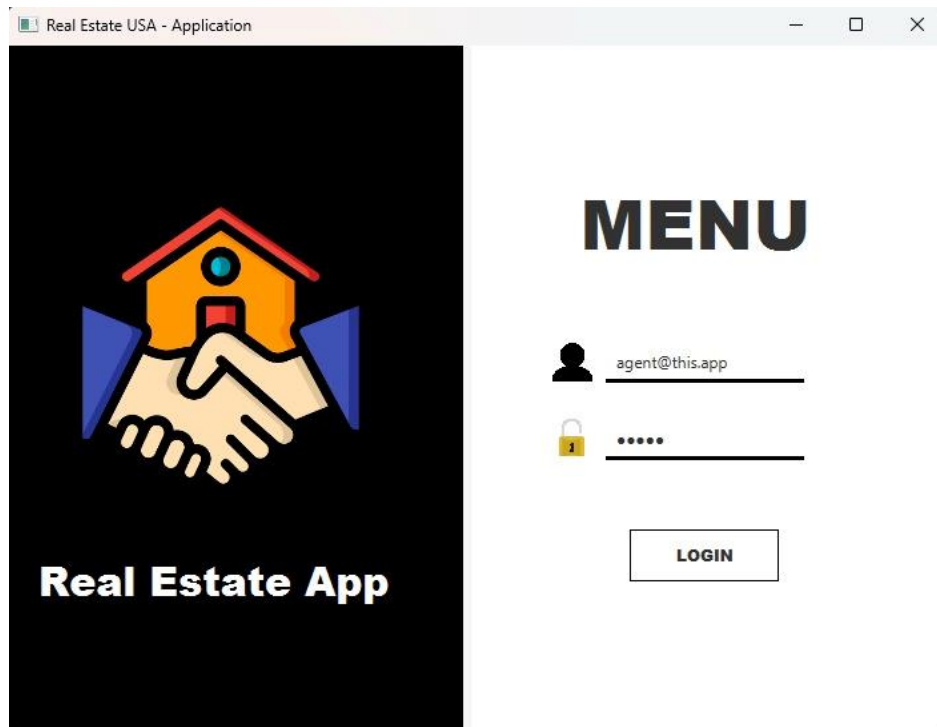 Real Estate USA - Application
Real Estate App
MENU
agent@this.app
•••••
LOGIN